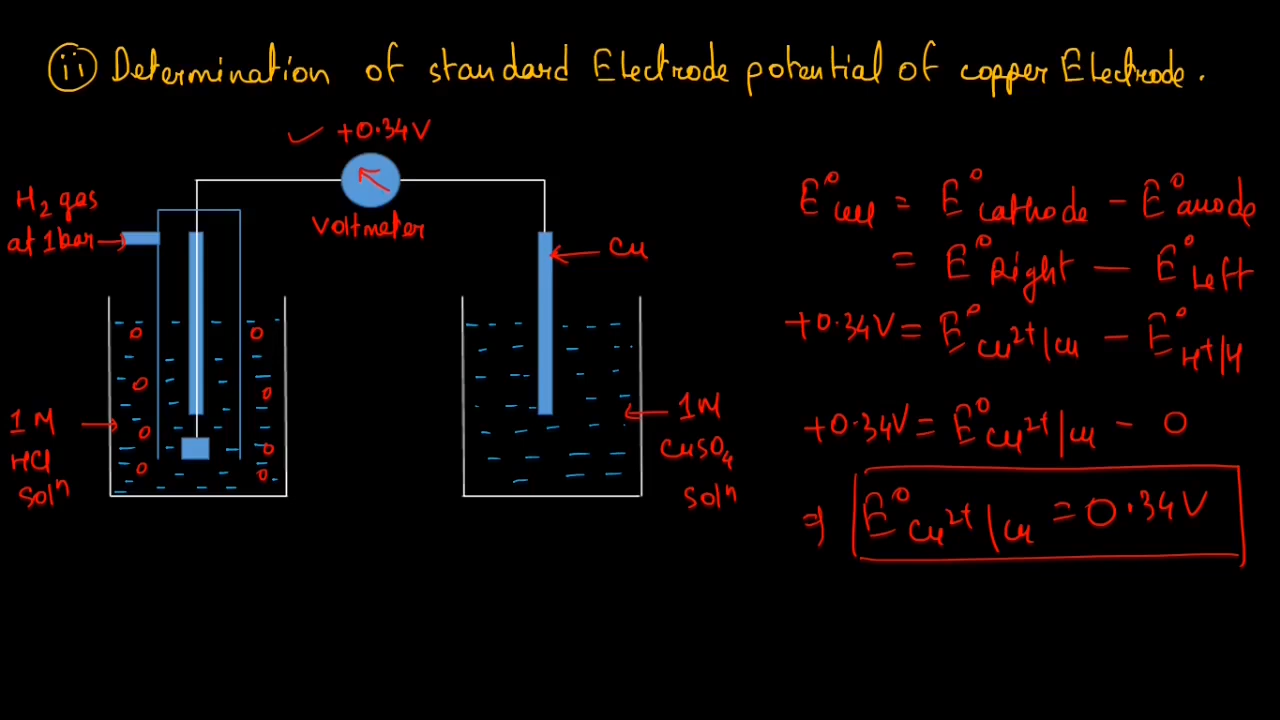 ii) Determination of standard Electrode potential of copper Electrode.
✓ +0.34V
voltmeter
H₂ gas
at 1 bar
1 M
HCl
Solⁿ
Cu
1M
CuSO₄
Solⁿ
E°cell = E°cathode - E°anode
= E°Right - E°Left
+0.34V = E°Cu²⁺/Cu - E°H⁺/H
+0.34V = E°Cu²⁺/Cu - 0
⇒ E°Cu²⁺/Cu = 0.34V